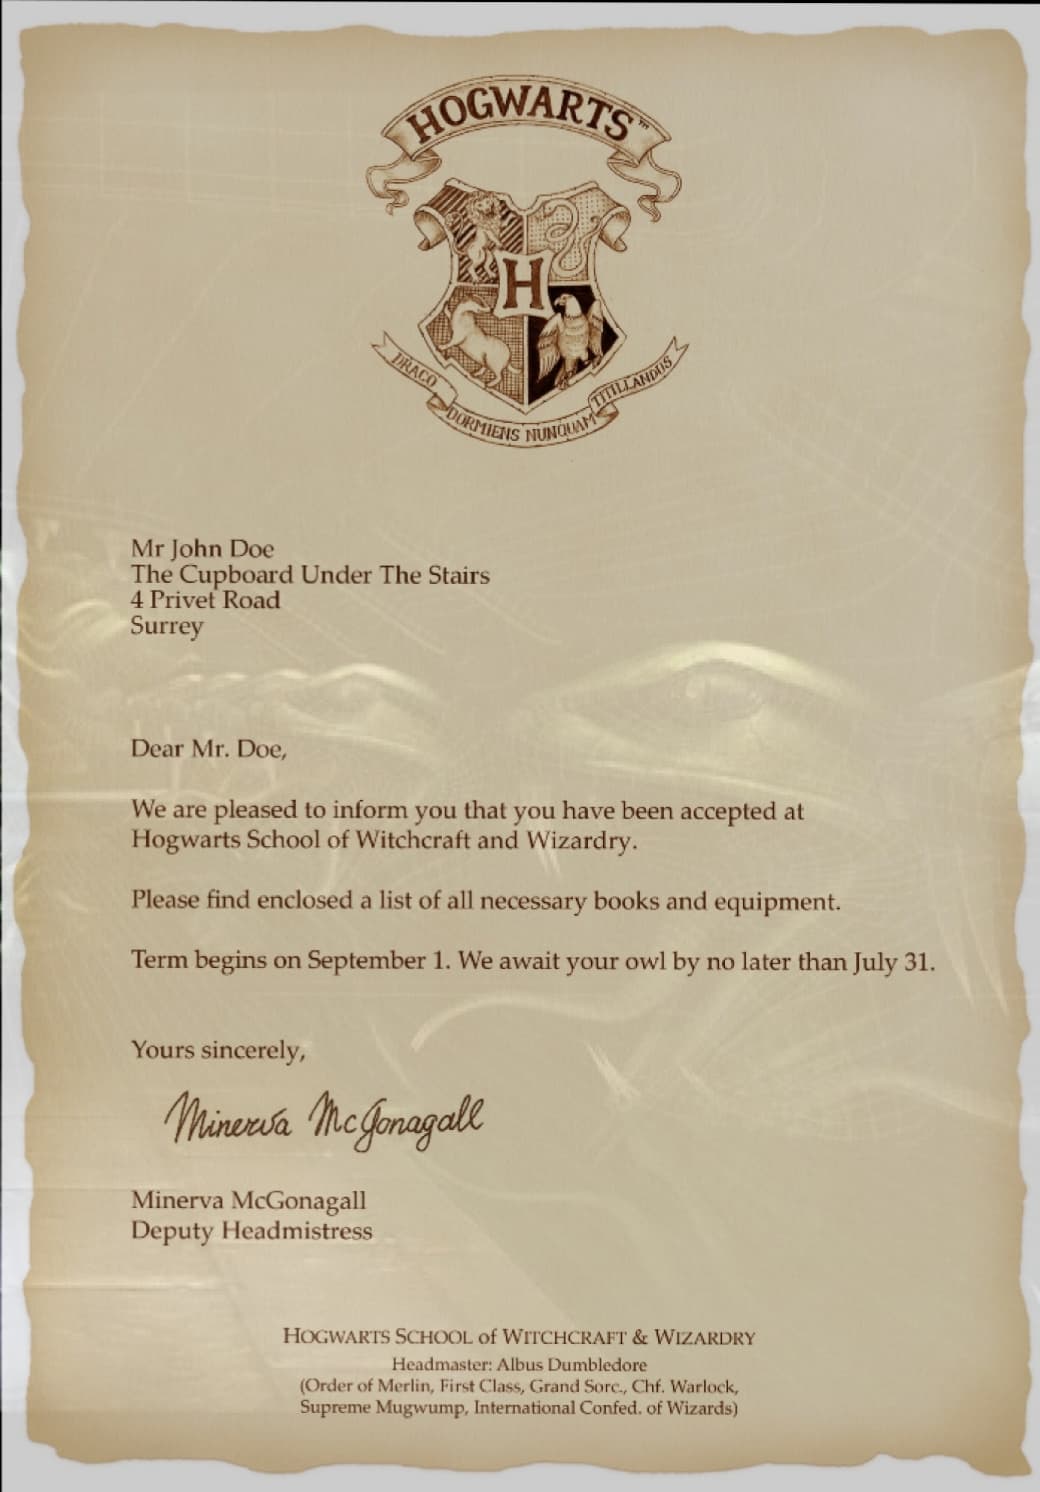 HOGWARTS™
H
DRACO DORMIENS NUNQUAM TITILLANDUS
Mr John Doe
The Cupboard Under The Stairs
4 Privet Road
Surrey
Dear Mr. Doe,
We are pleased to inform you that you have been accepted at
Hogwarts School of Witchcraft and Wizardry.
Please find enclosed a list of all necessary books and equipment.
Term begins on September 1. We await your owl by no later than July 31.
Yours sincerely,
Minerva McGonagall
Minerva McGonagall
Deputy Headmistress
HOGWARTS SCHOOL of WITCHCRAFT & WIZARDRY
Headmaster: Albus Dumbledore
(Order of Merlin, First Class, Grand Sorc., Chf. Warlock,
Supreme Mugwump, International Confed. of Wizards)